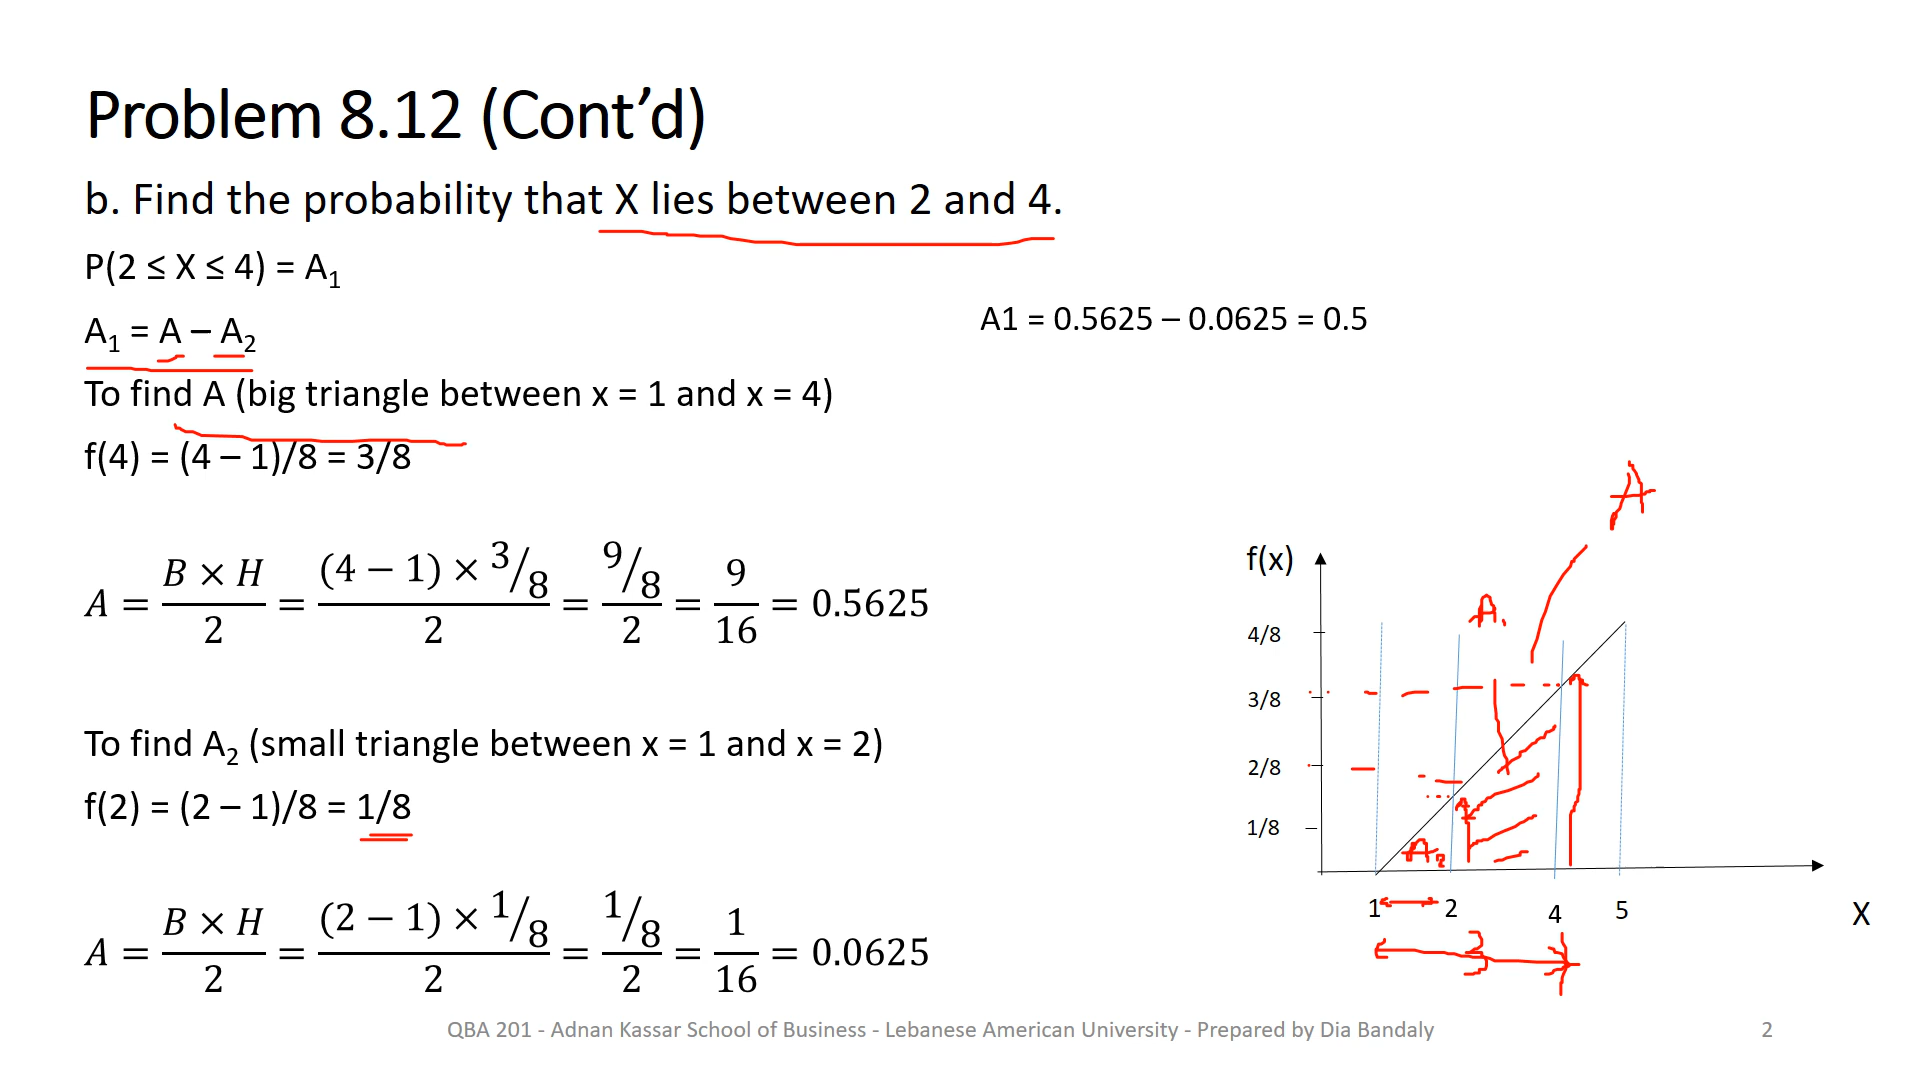 Problem 8.12 (Cont’d)
b. Find the probability that X lies between 2 and 4.
P(2 ≤ X ≤ 4) = A₁
A₁ = A – A₂
A1 = 0.5625 – 0.0625 = 0.5
To find A (big triangle between x = 1 and x = 4)
f(4) = (4 – 1)/8 = 3/8
A = (B × H)/2 = ((4 − 1) × 3/8)/2 = (9/8)/2 = 9/16 = 0.5625
To find A₂ (small triangle between x = 1 and x = 2)
f(2) = (2 – 1)/8 = 1/8
A = (B × H)/2 = ((2 − 1) × 1/8)/2 = (1/8)/2 = 1/16 = 0.0625
A
f(x)
A₁
4/8
3/8
2/8
1/8
A₂
1 2 4 5 X
3
QBA 201 - Adnan Kassar School of Business - Lebanese American University - Prepared by Dia Bandaly 2